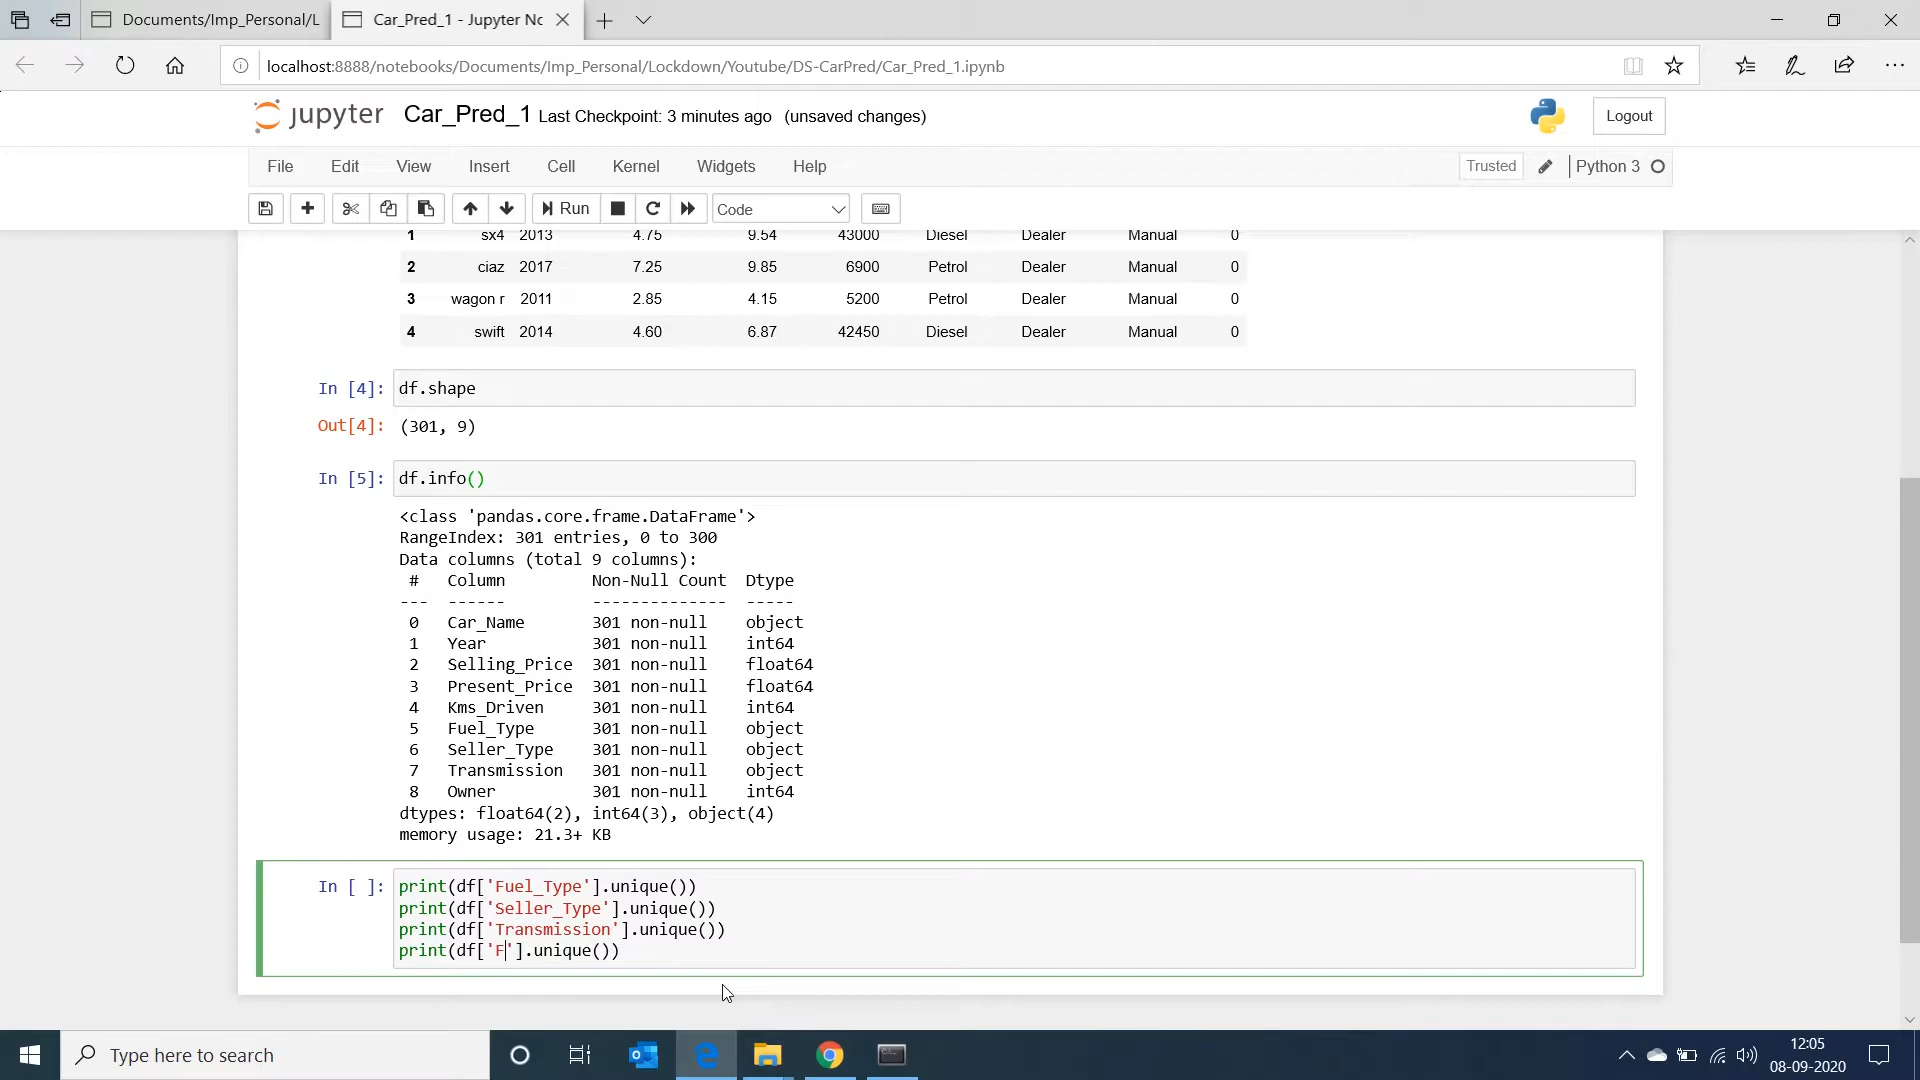 Documents/Imp_Personal/L
Car_Pred_1 - Jupyter Nc
localhost:8888/notebooks/Documents/Imp_Personal/Lockdown/Youtube/DS-CarPred/Car_Pred_1.ipynb
jupyter Car_Pred_1 Last Checkpoint: 3 minutes ago (unsaved changes) Logout
File Edit View Insert Cell Kernel Widgets Help Trusted Python 3
Run Code
1 sx4 2013 4.75 9.54 43000 Diesel Dealer Manual 0
2 ciaz 2017 7.25 9.85 6900 Petrol Dealer Manual 0
3 wagon r 2011 2.85 4.15 5200 Petrol Dealer Manual 0
4 swift 2014 4.60 6.87 42450 Diesel Dealer Manual 0
In [4]: df.shape
Out[4]: (301, 9)
In [5]: df.info()
<class 'pandas.core.frame.DataFrame'>
RangeIndex: 301 entries, 0 to 300
Data columns (total 9 columns):
# Column Non-Null Count Dtype
--- ------ -------------- -----
0 Car_Name 301 non-null object
1 Year 301 non-null int64
2 Selling_Price 301 non-null float64
3 Present_Price 301 non-null float64
4 Kms_Driven 301 non-null int64
5 Fuel_Type 301 non-null object
6 Seller_Type 301 non-null object
7 Transmission 301 non-null object
8 Owner 301 non-null int64
dtypes: float64(2), int64(3), object(4)
memory usage: 21.3+ KB
In [ ]: print(df['Fuel_Type'].unique())
print(df['Seller_Type'].unique())
print(df['Transmission'].unique())
print(df['F'].unique())
Type here to search
12:05
08-09-2020